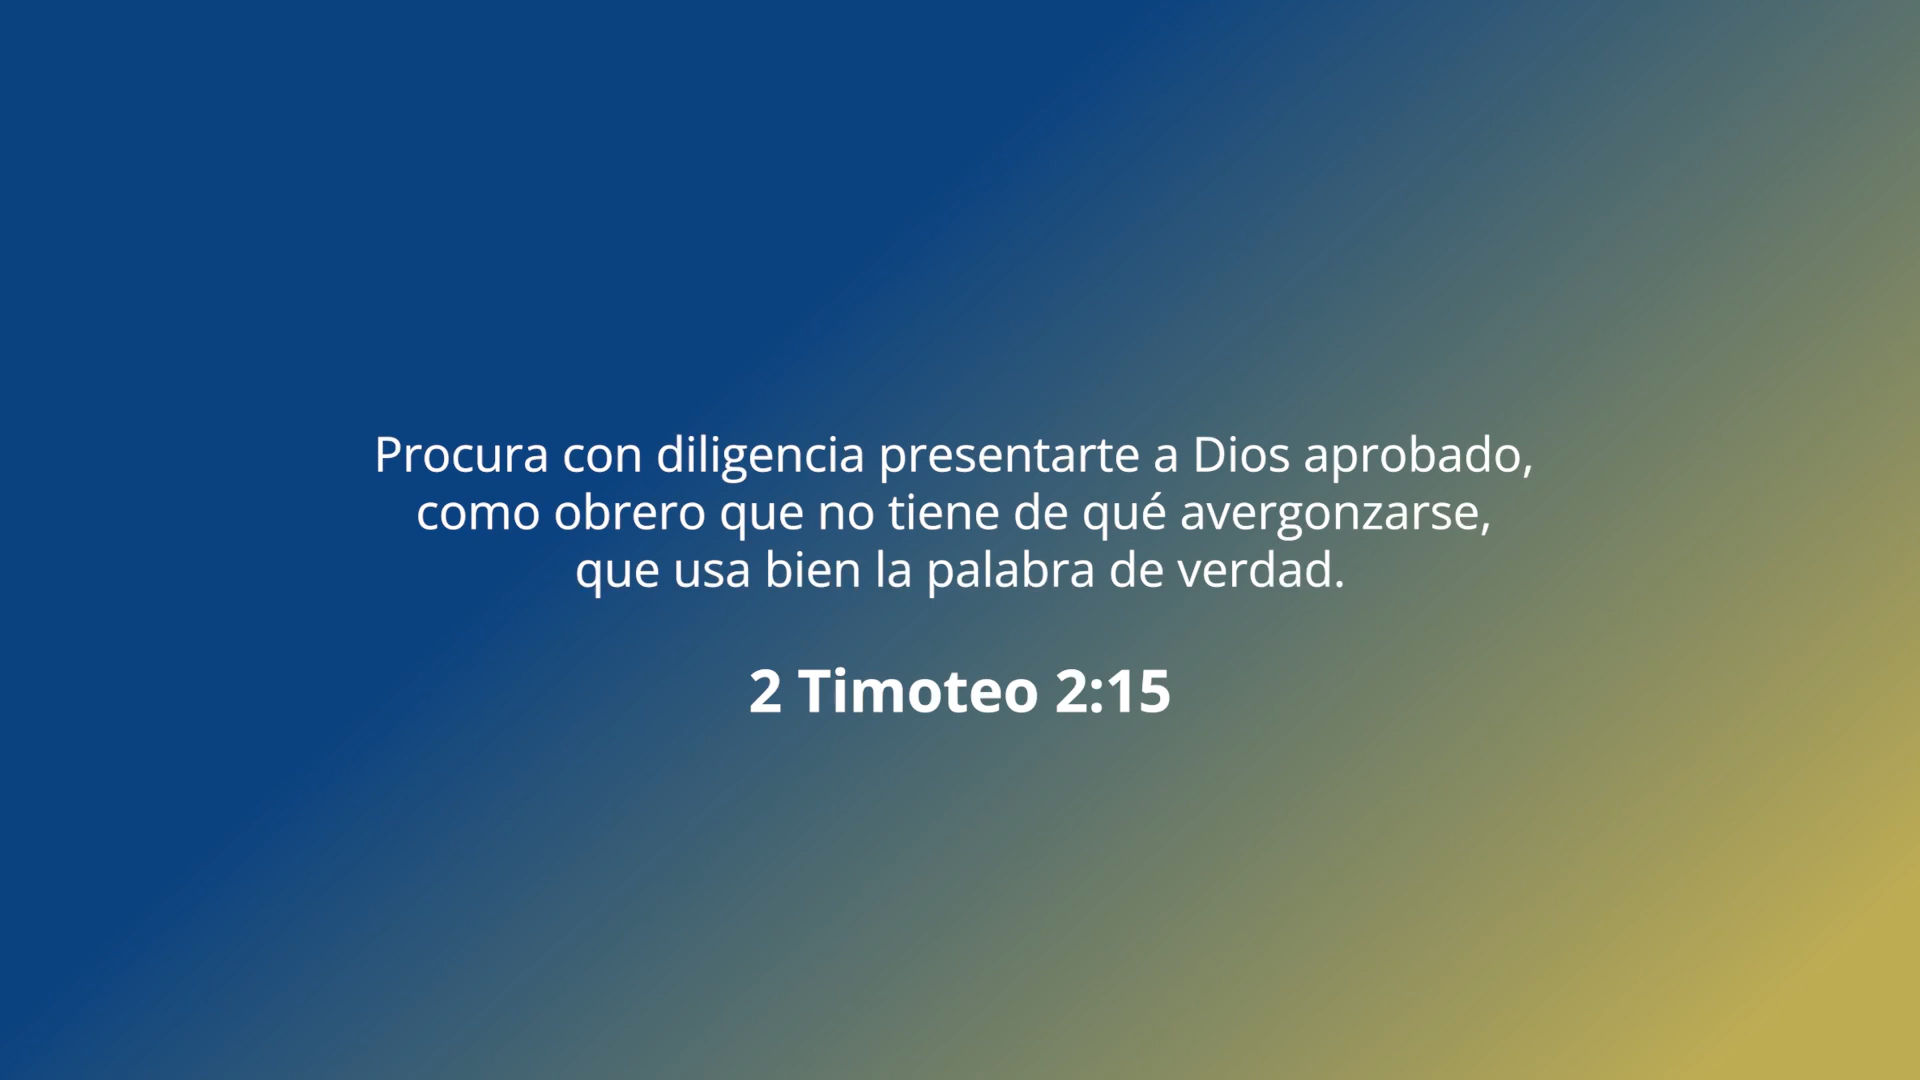 Procura con diligencia presentarte a Dios aprobado,
como obrero que no tiene de qué avergonzarse,
que usa bien la palabra de verdad.
2 Timoteo 2:15